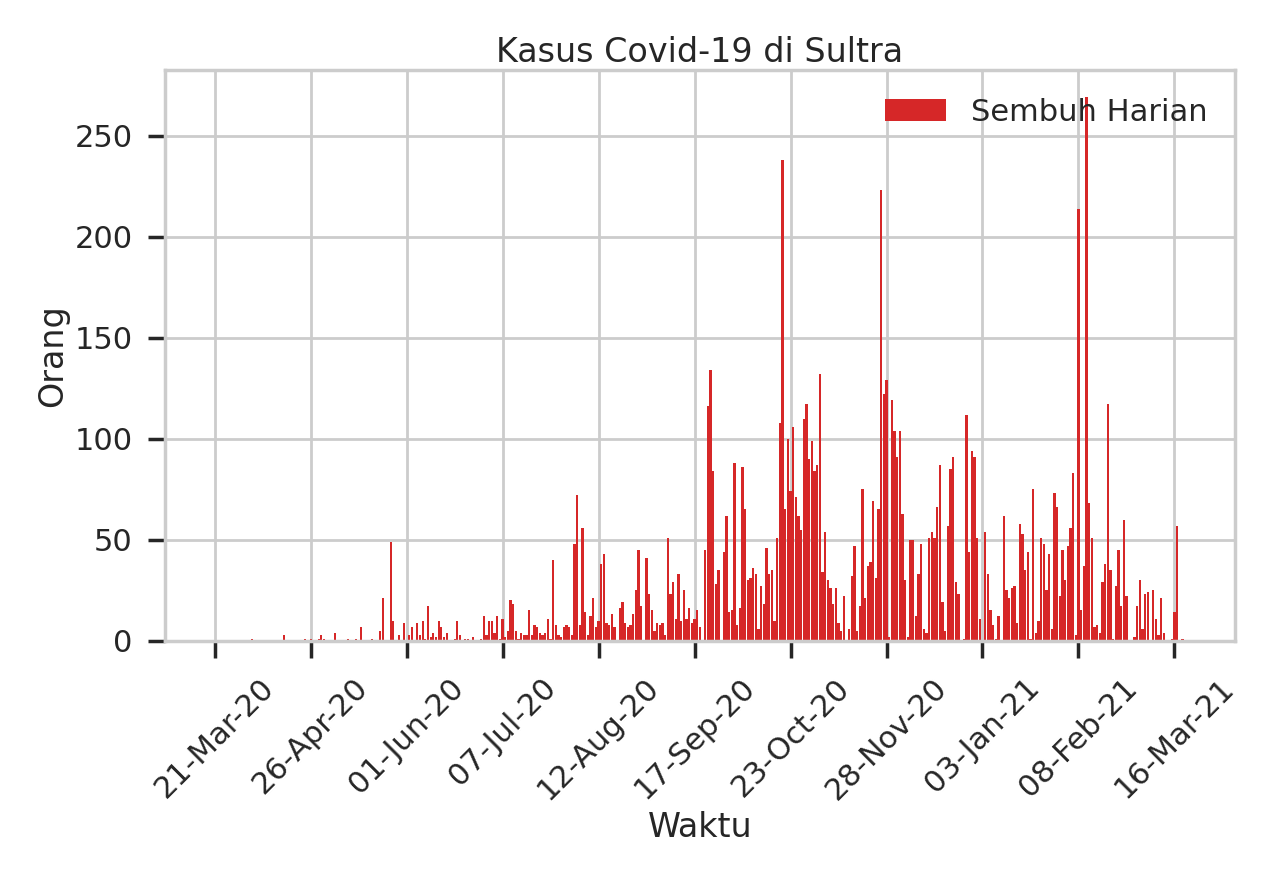 Kasus Covid-19 di Sultra
Sembuh Harian
Orang
250
200
150
100
50
0
21-Mar-20
26-Apr-20
01-Jun-20
07-Jul-20
12-Aug-20
17-Sep-20
23-Oct-20
28-Nov-20
03-Jan-21
08-Feb-21
16-Mar-21
Waktu